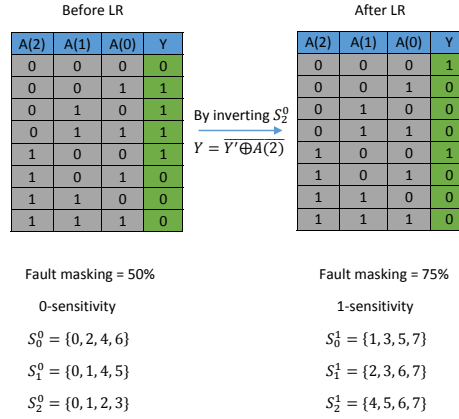 Before LR
After LR
A(2) A(1) A(0) Y
0 0 0 0
0 0 1 1
0 1 0 1
0 1 1 1
1 0 0 1
1 0 1 0
1 1 0 0
1 1 1 0
By inverting S₂⁰
Y = \overline{Y′⊕A(2)}
A(2) A(1) A(0) Y
0 0 0 1
0 0 1 0
0 1 0 0
0 1 1 0
1 0 0 1
1 0 1 0
1 1 0 0
1 1 1 0
Fault masking = 50%
0-sensitivity
S₀⁰ = {0, 2, 4, 6}
S₁⁰ = {0, 1, 4, 5}
S₂⁰ = {0, 1, 2, 3}
Fault masking = 75%
1-sensitivity
S₀¹ = {1, 3, 5, 7}
S₁¹ = {2, 3, 6, 7}
S₂¹ = {4, 5, 6, 7}